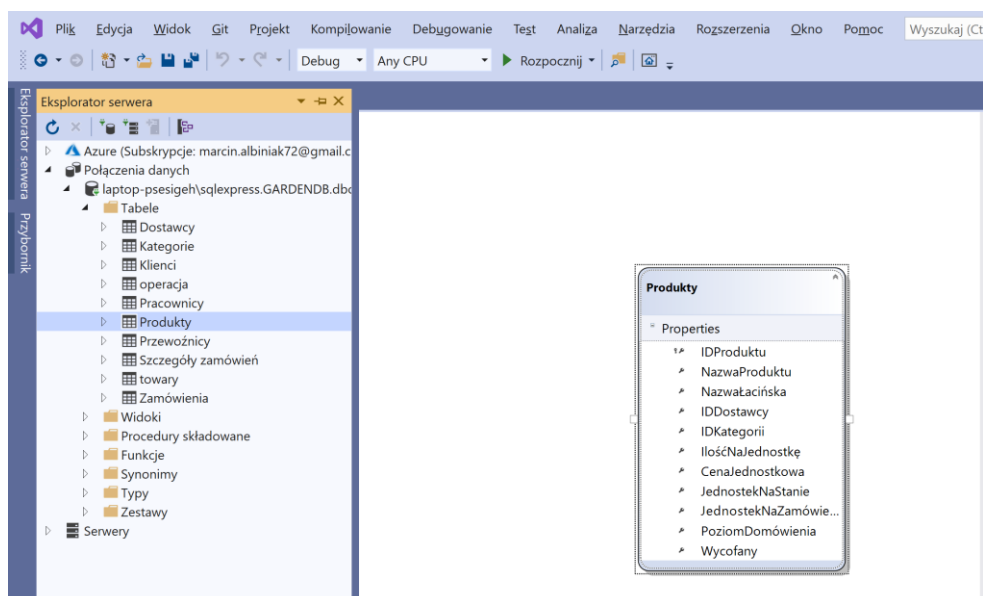 Plik Edycja Widok Git Projekt Kompilowanie Debugowanie Test Analiza Narzędzia Rozszerzenia Okno Pomoc Wyszukaj (Ct
Debug Any CPU Rozpocznij
Eksplorator serwera
Przybornik
Eksplorator serwera
Azure (Subskrypcje: marcin.albiniak72@gmail.c
Połączenia danych
laptop-psesigeh\sqlexpress.GARDENDB.dbo
Tabele
Dostawcy
Kategorie
Klienci
operacja
Pracownicy
Produkty
Przewoźnicy
Szczegóły zamówień
towary
Zamówienia
Widoki
Procedury składowane
Funkcje
Synonimy
Typy
Zestawy
Serwery
Produkty
Properties
IDProduktu
NazwaProduktu
NazwaŁacińska
IDDostawcy
IDKategorii
IlośćNaJednostkę
CenaJednostkowa
JednostekNaStanie
JednostekNaZamówie...
PoziomDomówienia
Wycofany